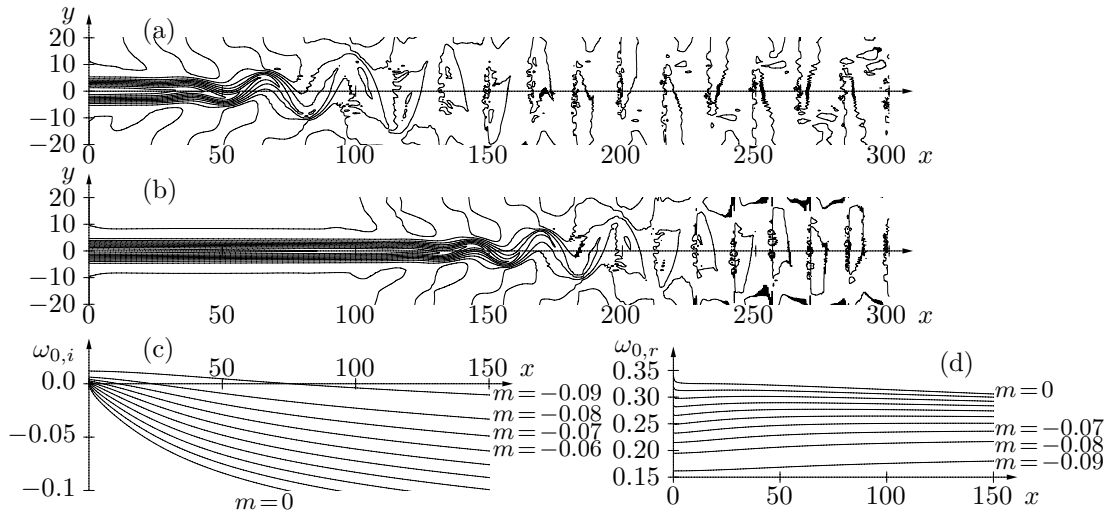 y
(a)
20
10
0
−10
−20
0
50
100
150
200
250
300
x
y
(b)
20
10
0
−10
−20
0
50
100
150
200
250
300
x
ω0,i
(c)
50
100
150
x
0.0
−0.05
−0.1
m=−0.09
m=−0.08
m=−0.07
m=−0.06
m=0
ω0,r
(d)
0.35
0.30
0.25
0.20
0.15
m=0
m=−0.07
m=−0.08
m=−0.09
0
50
100
150
x